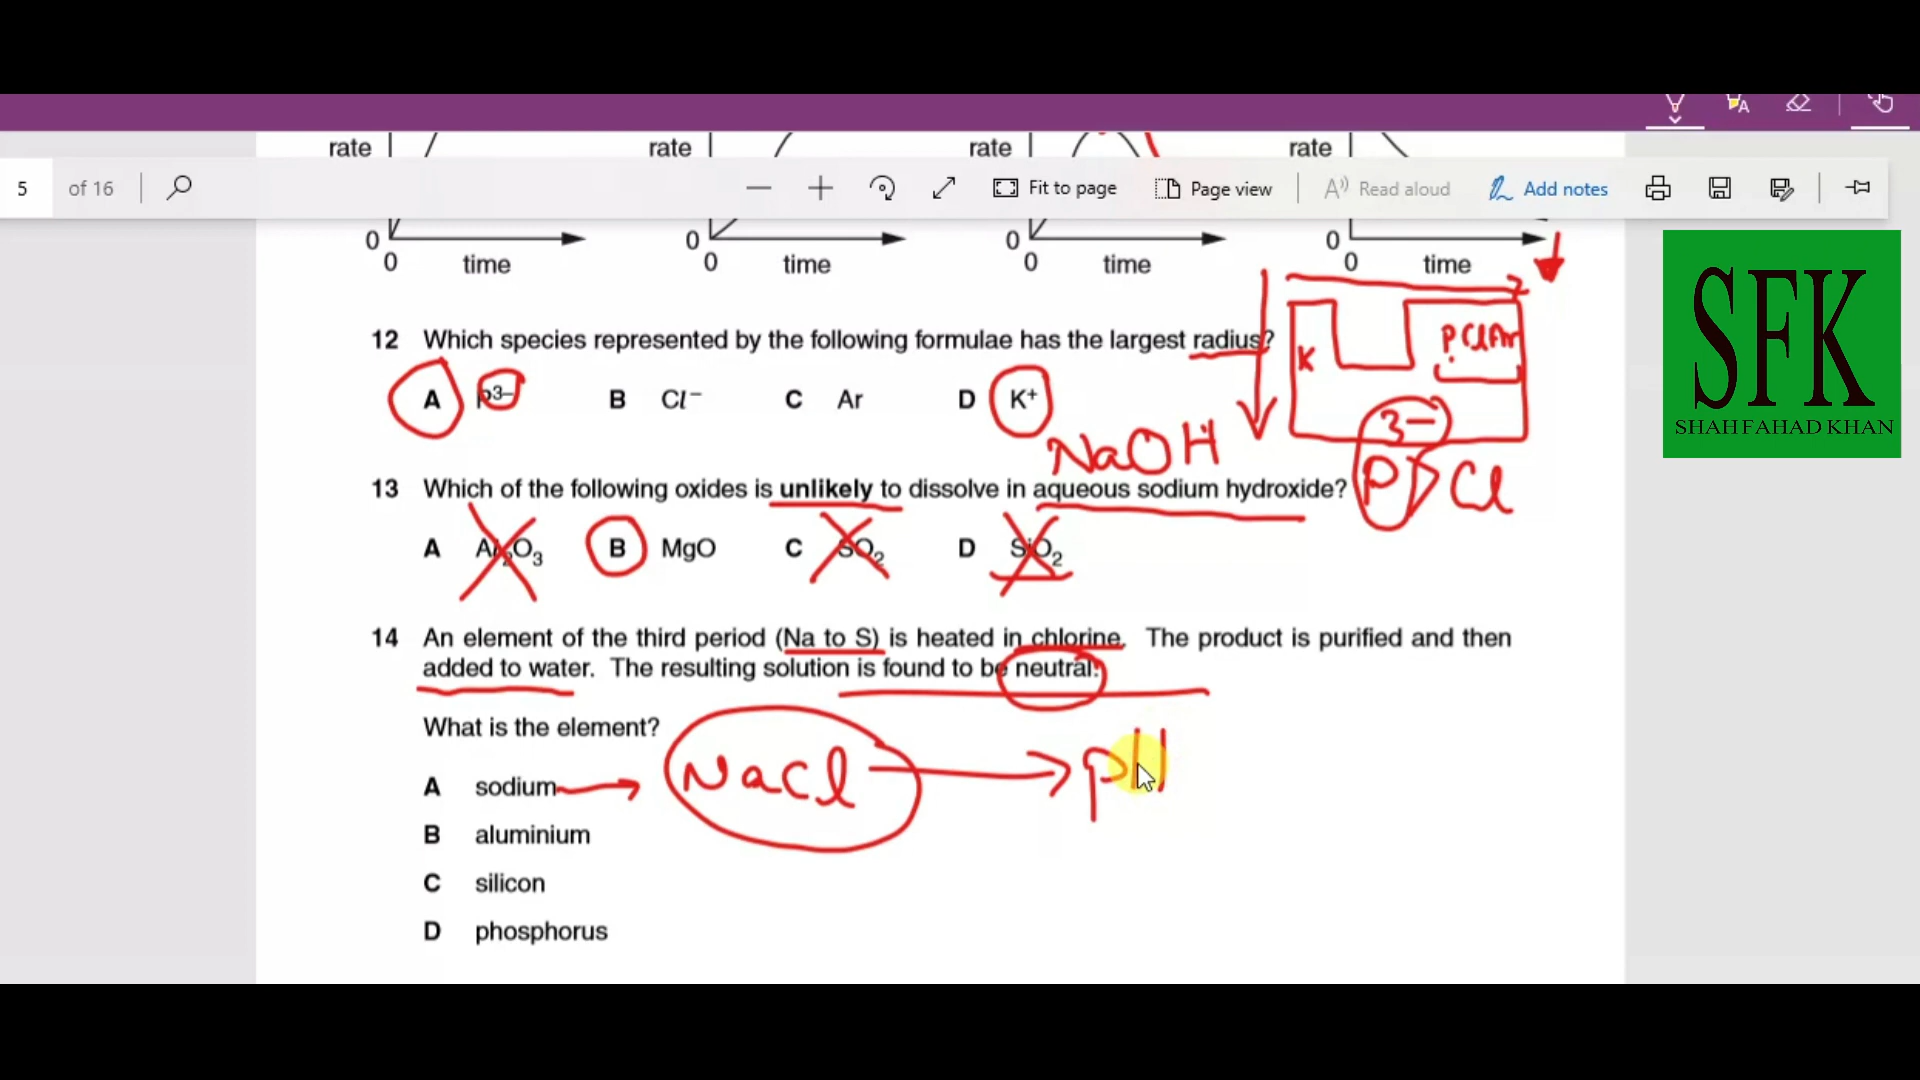 rate rate rate rate
5 of 16 Fit to page Page view Read aloud Add notes
0 0 0 0
0 time 0 time 0 time 0 time
SFK
SHAH FAHAD KHAN
12 Which species represented by the following formulae has the largest radius?
K P Cl Ar
A P3– B Cl– C Ar D K+
3–
NaOH
P > Cl
13 Which of the following oxides is unlikely to dissolve in aqueous sodium hydroxide?
A Al2O3 B MgO C SO2 D SiO2
14 An element of the third period (Na to S) is heated in chlorine. The product is purified and then
added to water. The resulting solution is found to be neutral.
What is the element?
NaCl pH
A sodium
B aluminium
C silicon
D phosphorus